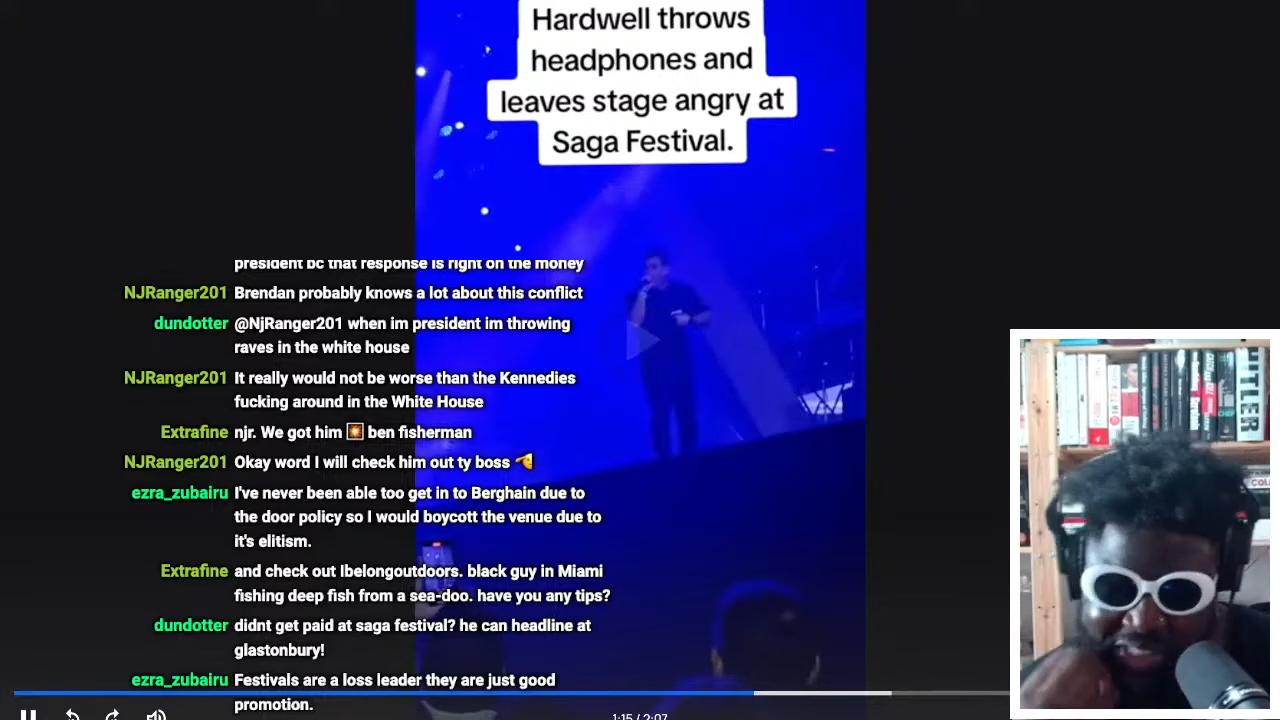 Hardwell throws
headphones and
leaves stage angry at
Saga Festival.
president bc that response is right on the money
NJRanger201 Brendan probably knows a lot about this conflict
dundotter @NjRanger201 when im president im throwing
raves in the white house
NJRanger201 It really would not be worse than the Kennedies
fucking around in the White House
Extrafine njr. We got him 💥 ben fisherman
NJRanger201 Okay word I will check him out ty boss 🫡
ezra_zubairu I've never been able too get in to Berghain due to
the door policy so I would boycott the venue due to
it's elitism.
Extrafine and check out Ibelongoutdoors. black guy in Miami
fishing deep fish from a sea-doo. have you any tips?
dundotter didnt get paid at saga festival? he can headline at
glastonbury!
ezra_zubairu Festivals are a loss leader they are just good
promotion.
1:15 / 2:07
HITLER